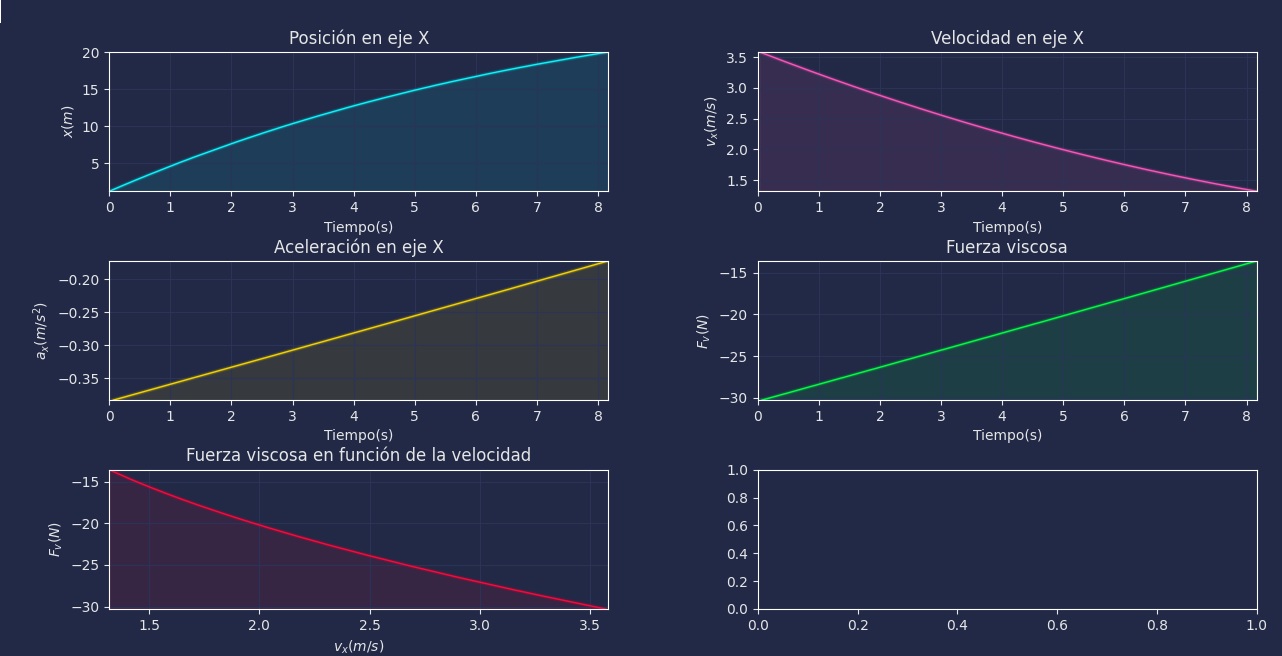 Posición en eje X
x(m)
20
15
10
5
0 1 2 3 4 5 6 7 8
Tiempo(s)
Velocidad en eje X
vₓ(m/s)
3.5
3.0
2.5
2.0
1.5
0 1 2 3 4 5 6 7 8
Tiempo(s)
Aceleración en eje X
aₓ(m/s²)
−0.20
−0.25
−0.30
−0.35
0 1 2 3 4 5 6 7 8
Tiempo(s)
Fuerza viscosa
Fᵥ(N)
−15
−20
−25
−30
0 1 2 3 4 5 6 7 8
Tiempo(s)
Fuerza viscosa en función de la velocidad
Fᵥ(N)
−15
−20
−25
−30
1.5 2.0 2.5 3.0 3.5
vₓ(m/s)
1.0
0.8
0.6
0.4
0.2
0.0
0.0 0.2 0.4 0.6 0.8 1.0